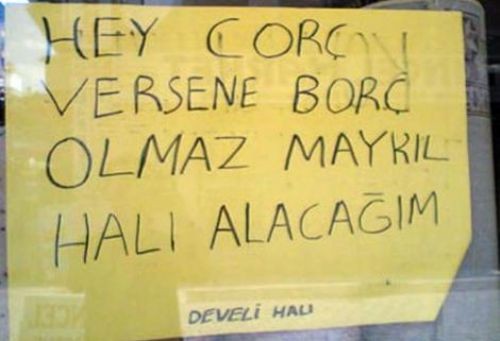 HEY CORÇ
VERSENE BORÇ
OLMAZ MAYKIL
HALI ALACAĞIM
DEVELİ HALI